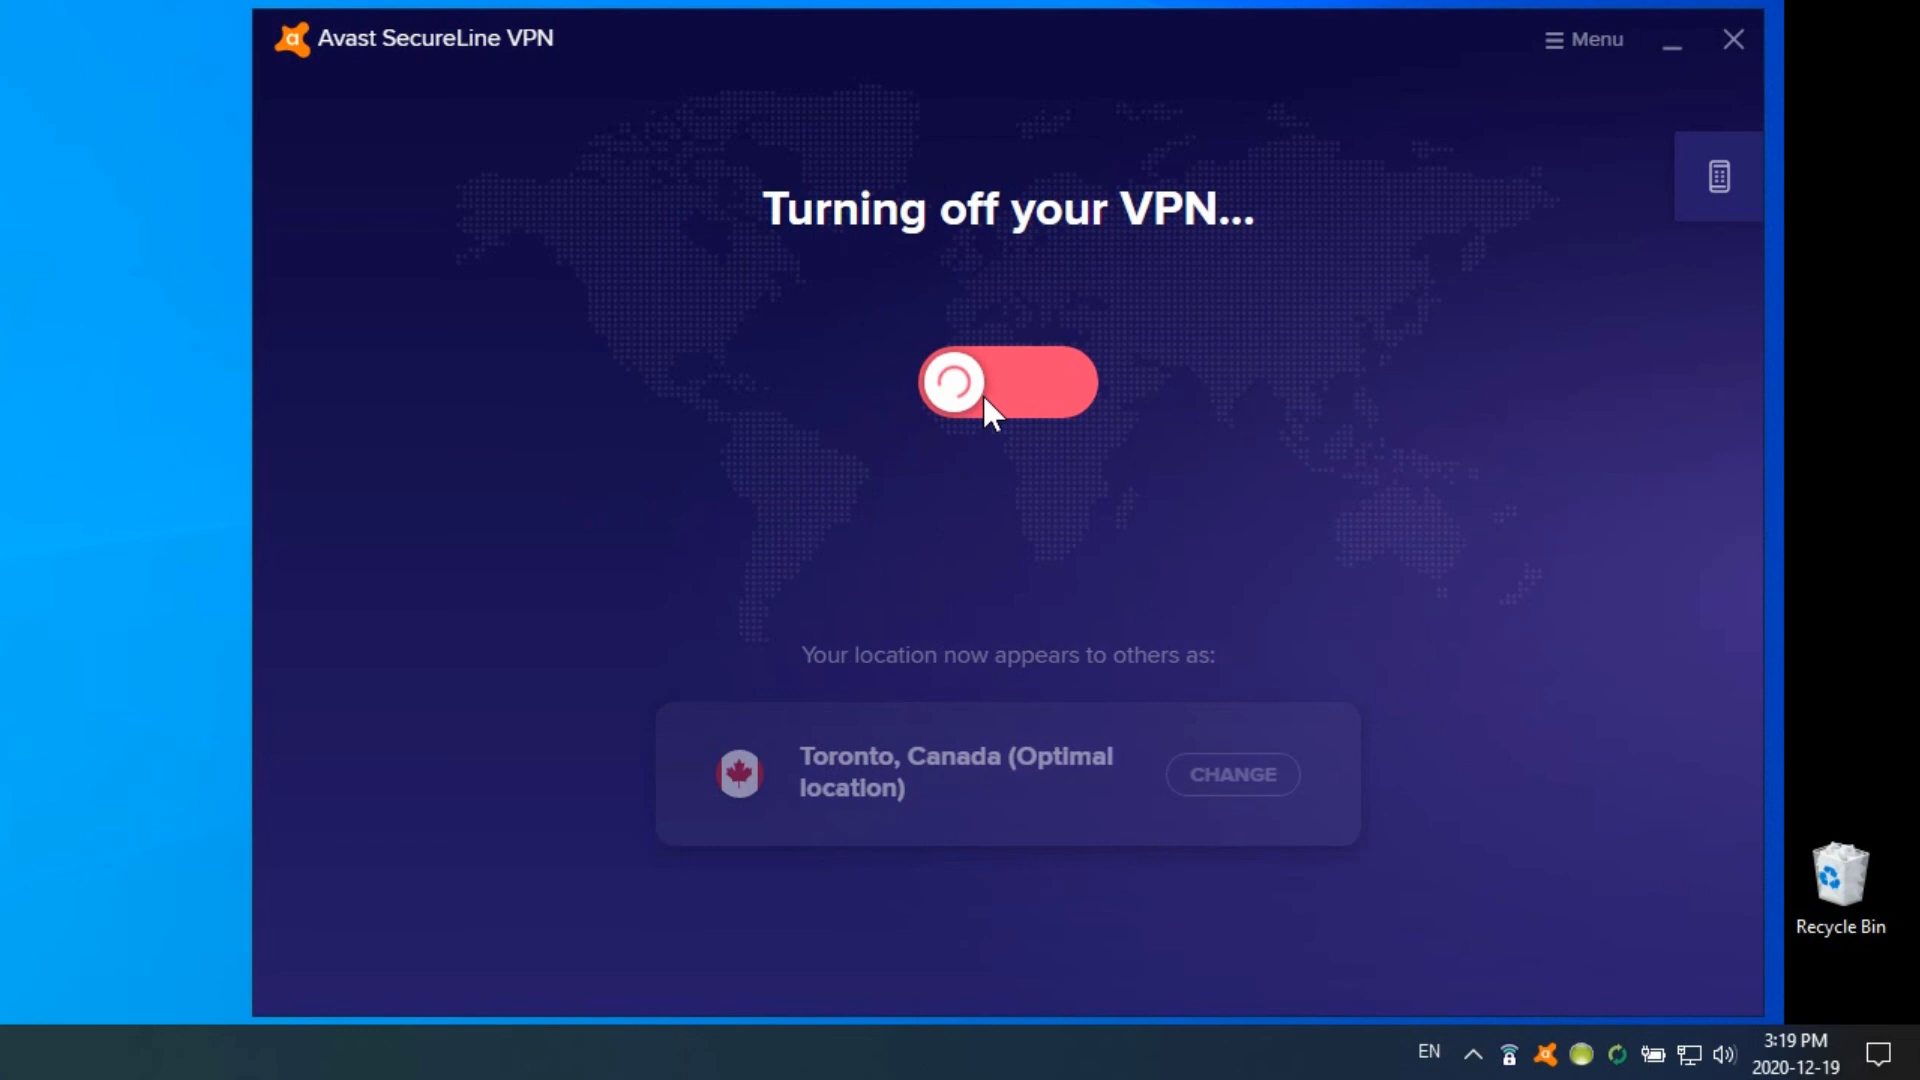 Avast SecureLine VPN
Menu
Turning off your VPN...
Your location now appears to others as:
Toronto, Canada (Optimal
location)
CHANGE
Recycle Bin
EN
3:19 PM
2020-12-19